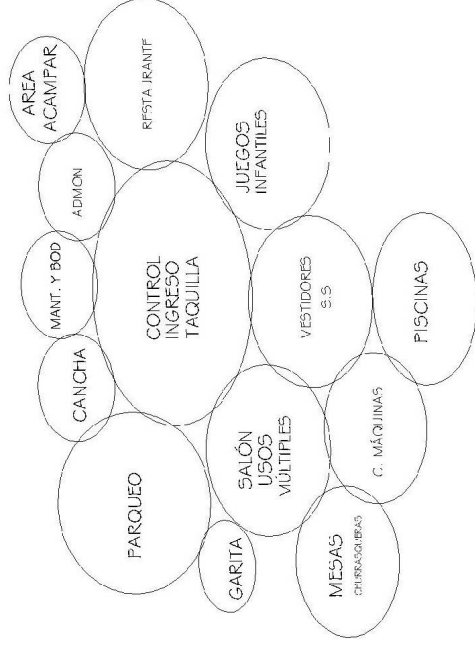 AREA
ACAMPAR
MANT. Y BOD
ADMON
CANCHA
PARQUEO
CONTROL
INGRESO
TAQUILLA
RESTAURANTE
GARITA
SALÓN
USOS
MÚLTIPLES
JUEGOS
INFANTILES
VESTIDORES
S.S
MESAS
CHURRASQUERAS
C. MÁQUINAS
PISCINAS